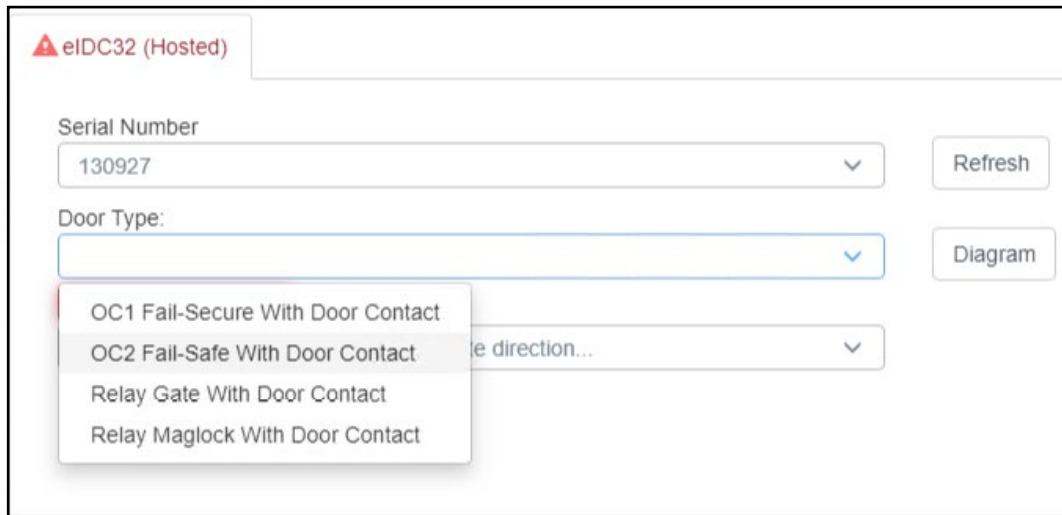 eIDC32 (Hosted)
Serial Number
130927
Refresh
Door Type:
Diagram
OC1 Fail-Secure With Door Contact
OC2 Fail-Safe With Door Contact
direction...
Relay Gate With Door Contact
Relay Maglock With Door Contact